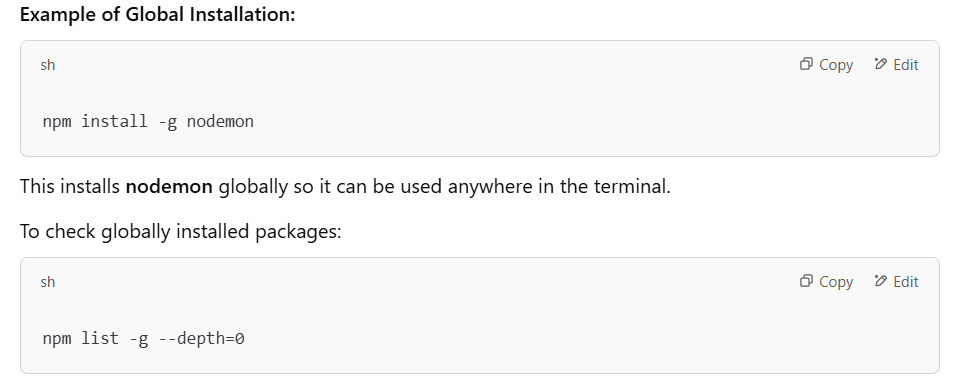 Example of Global Installation:
sh
Copy
Edit
npm install -g nodemon
This installs nodemon globally so it can be used anywhere in the terminal.
To check globally installed packages:
sh
Copy
Edit
npm list -g --depth=0